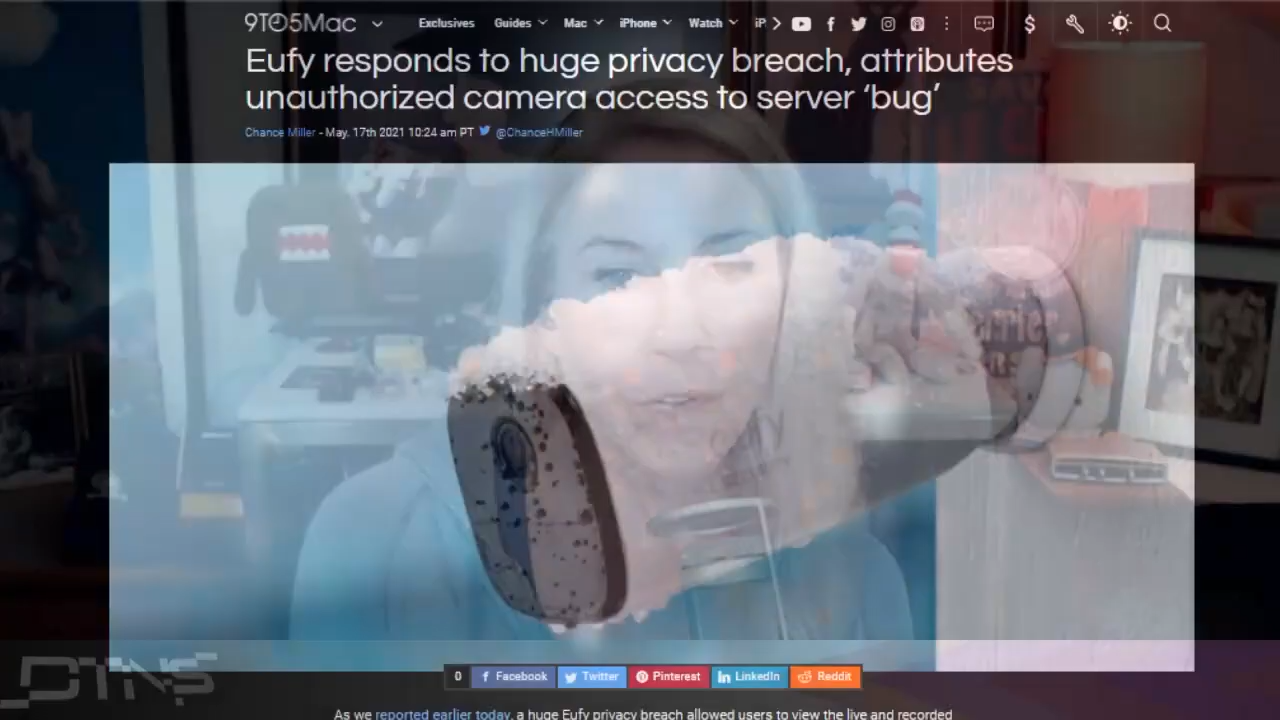 9TO5Mac
Exclusives Guides Mac iPhone Watch iP
Eufy responds to huge privacy breach, attributes
unauthorized camera access to server ‘bug’
Chance Miller - May. 17th 2021 10:24 am PT @ChanceHMiller
DTNS
0 Facebook Twitter Pinterest LinkedIn Reddit
As we reported earlier today, a huge Eufy privacy breach allowed users to view the live and recorded